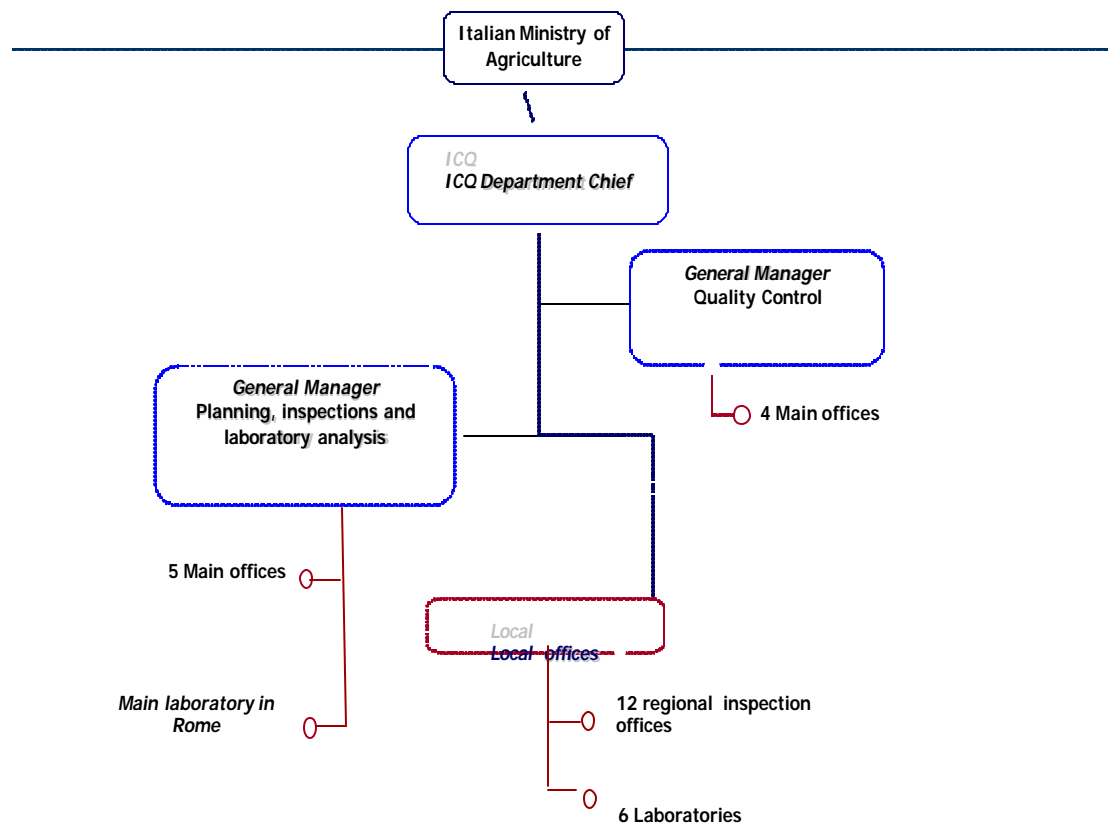 Italian Ministry of
Agriculture
ICQ
ICQ Department Chief
General Manager
Quality Control
4 Main offices
General Manager
Planning, inspections and
laboratory analysis
5 Main offices
Main laboratory in
Rome
Local
Local offices
12 regional inspection
offices
6 Laboratories